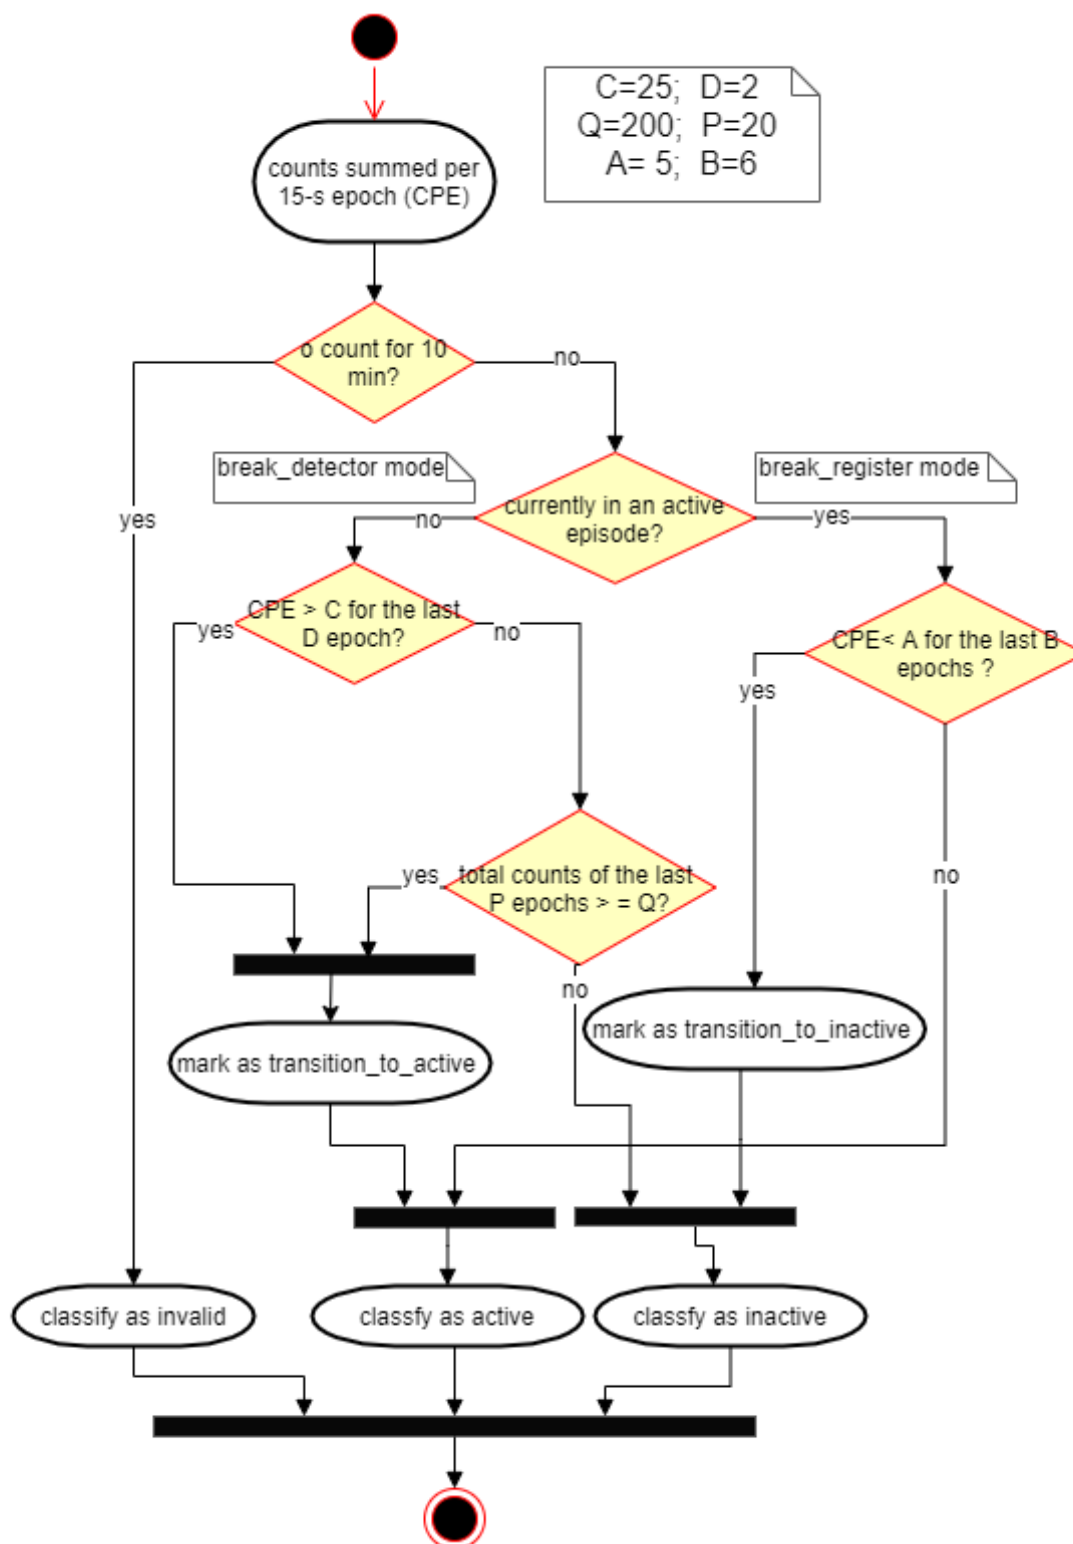 C=25;  D=2
Q=200;  P=20
A= 5;  B=6
counts summed per
15-s epoch (CPE)
o count for 10
min?
no
yes
break_detector mode
break_register mode
currently in an active
episode?
no
yes
CPE > C for the last
D epoch?
yes
no
CPE< A for the last B
epochs ?
yes
no
total counts of the last
P epochs > = Q?
yes
no
mark as transition_to_active
mark as transition_to_inactive
classify as invalid
classfy as active
classfy as inactive